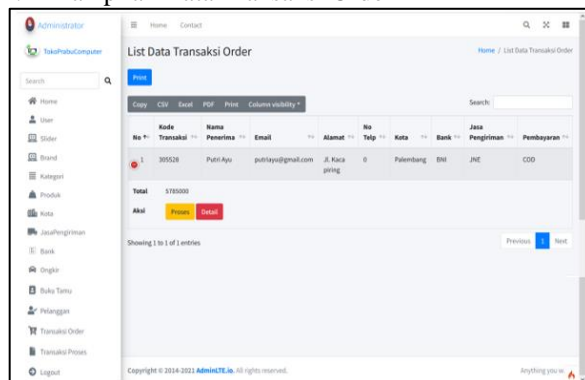 Administrator
Home Contact
TokoPrabuComputer
List Data Transaksi Order
Home / List Data Transaksi Order
Search
Print
Home
User
Slider
Brand
Kategori
Produk
Kota
JasaPengiriman
Bank
Ongkir
Buku Tamu
Pelanggan
Transaksi Order
Transaksi Proses
Logout
Copy CSV Excel PDF Print Column visibility
Search:
No Kode Transaksi Nama Penerima Email Alamat No Telp Kota Bank Jasa Pengiriman Pembayaran
1 305528 Putri Ayu putriayu@gmail.com Jl. Kaca piring 0 Palembang BNI JNE COD
Total 5785000
Aksi Proses Detail
Showing 1 to 1 of 1 entries
Previous 1 Next
Copyright © 2014-2021 AdminLTE.io. All rights reserved.
Anything you w